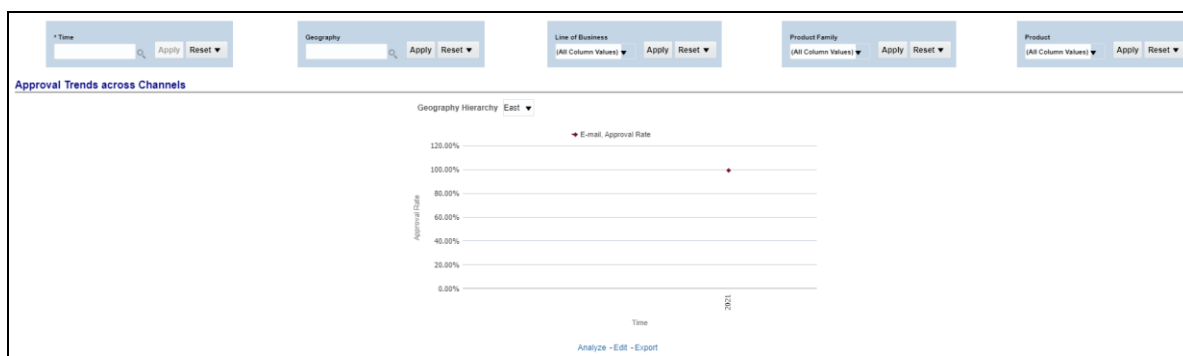 * Time
Apply Reset ▼
Geography
Apply Reset ▼
Line of Business
(All Column Values) ▼ Apply Reset ▼
Product Family
(All Column Values) ▼ Apply Reset ▼
Product
(All Column Values) ▼ Apply Reset ▼
Approval Trends across Channels
Geography Hierarchy East ▼
E-mail, Approval Rate
120.00%
100.00%
80.00%
60.00%
40.00%
20.00%
0.00%
Approval Rate
2021
Time
Analyze - Edit - Export